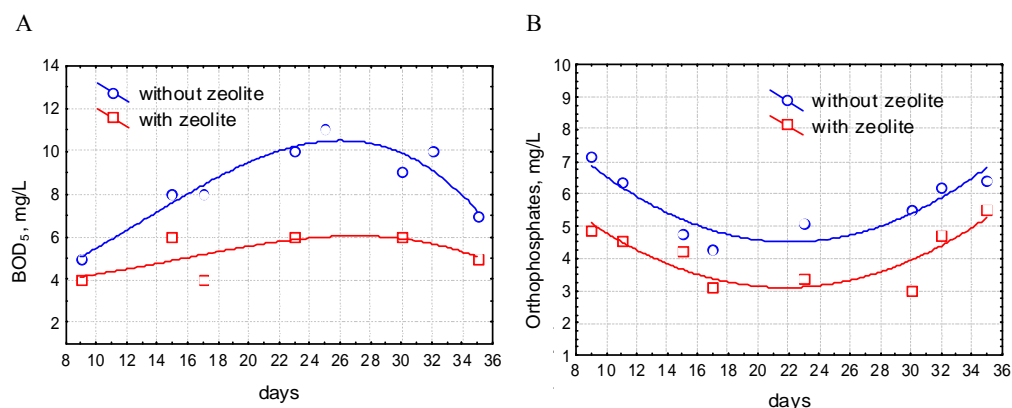 A
14
12
10
8
6
4
2
BOD₅, mg/L
without zeolite
with zeolite
8 10 12 14 16 18 20 22 24 26 28 30 32 34 36
days
B
10
9
8
7
6
5
4
3
2
1
Orthophosphates, mg/L
without zeolite
with zeolite
8 10 12 14 16 18 20 22 24 26 28 30 32 34 36
days